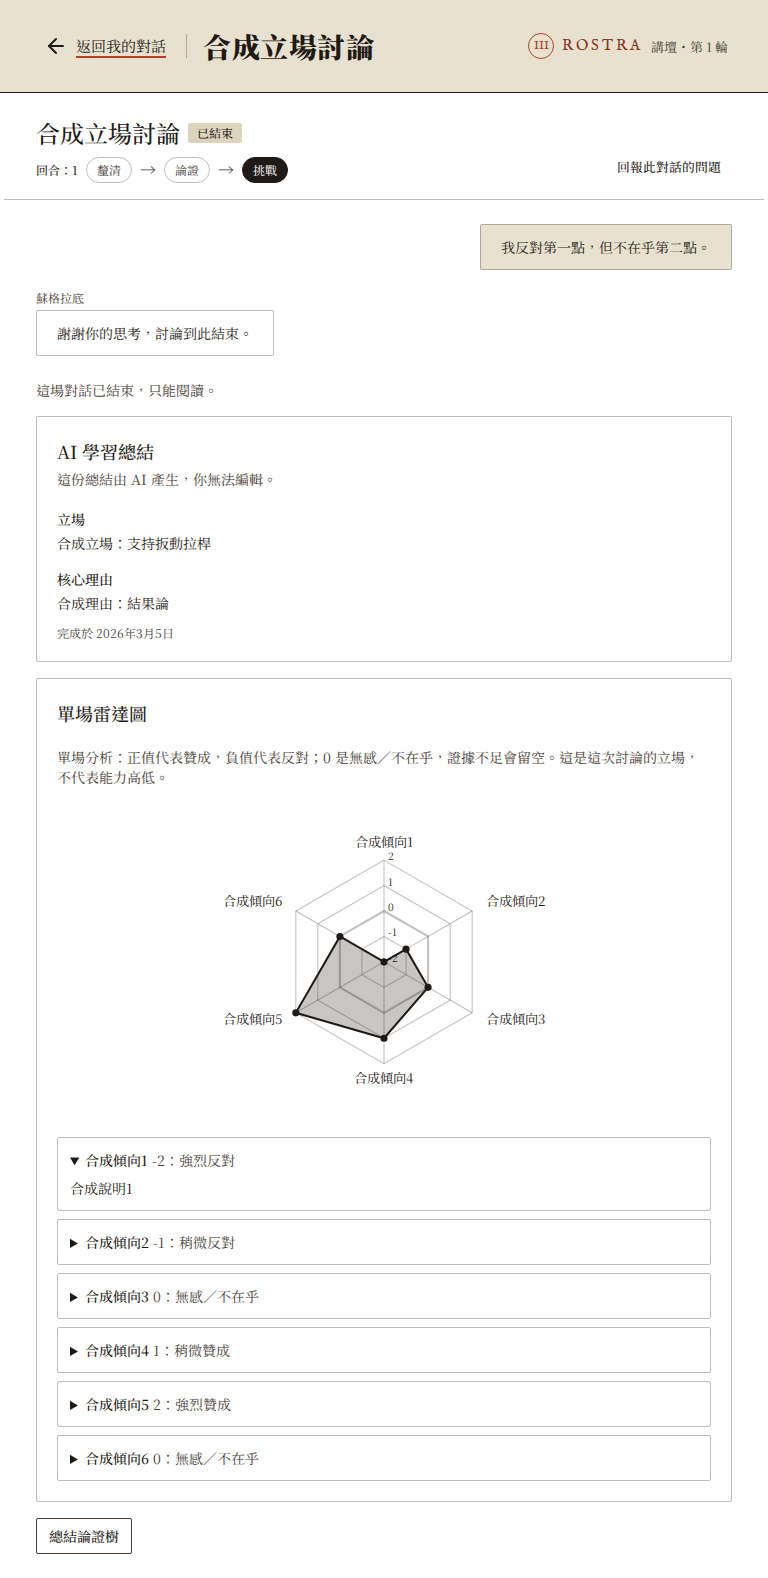 返回我的對話
合成立場討論
III ROSTRA 講壇・第 1 輪
合成立場討論 已結束
回合：1 釐清 → 論證 → 挑戰
回報此對話的問題
我反對第一點，但不在乎第二點。
蘇格拉底
謝謝你的思考，討論到此結束。
這場對話已結束，只能閱讀。
AI 學習總結
這份總結由 AI 產生，你無法編輯。
立場
合成立場：支持扳動拉桿
核心理由
合成理由：結果論
完成於 2026年3月5日
單場雷達圖
單場分析：正值代表贊成，負值代表反對；0 是無感／不在乎，證據不足會留空。這是這次討論的立場，
不代表能力高低。
合成傾向1
2
1
0
-1
-2
合成傾向2
合成傾向3
合成傾向4
合成傾向5
合成傾向6
合成傾向1 -2：強烈反對
合成說明1
合成傾向2 -1：稍微反對
合成傾向3 0：無感／不在乎
合成傾向4 1：稍微贊成
合成傾向5 2：強烈贊成
合成傾向6 0：無感／不在乎
總結論證樹